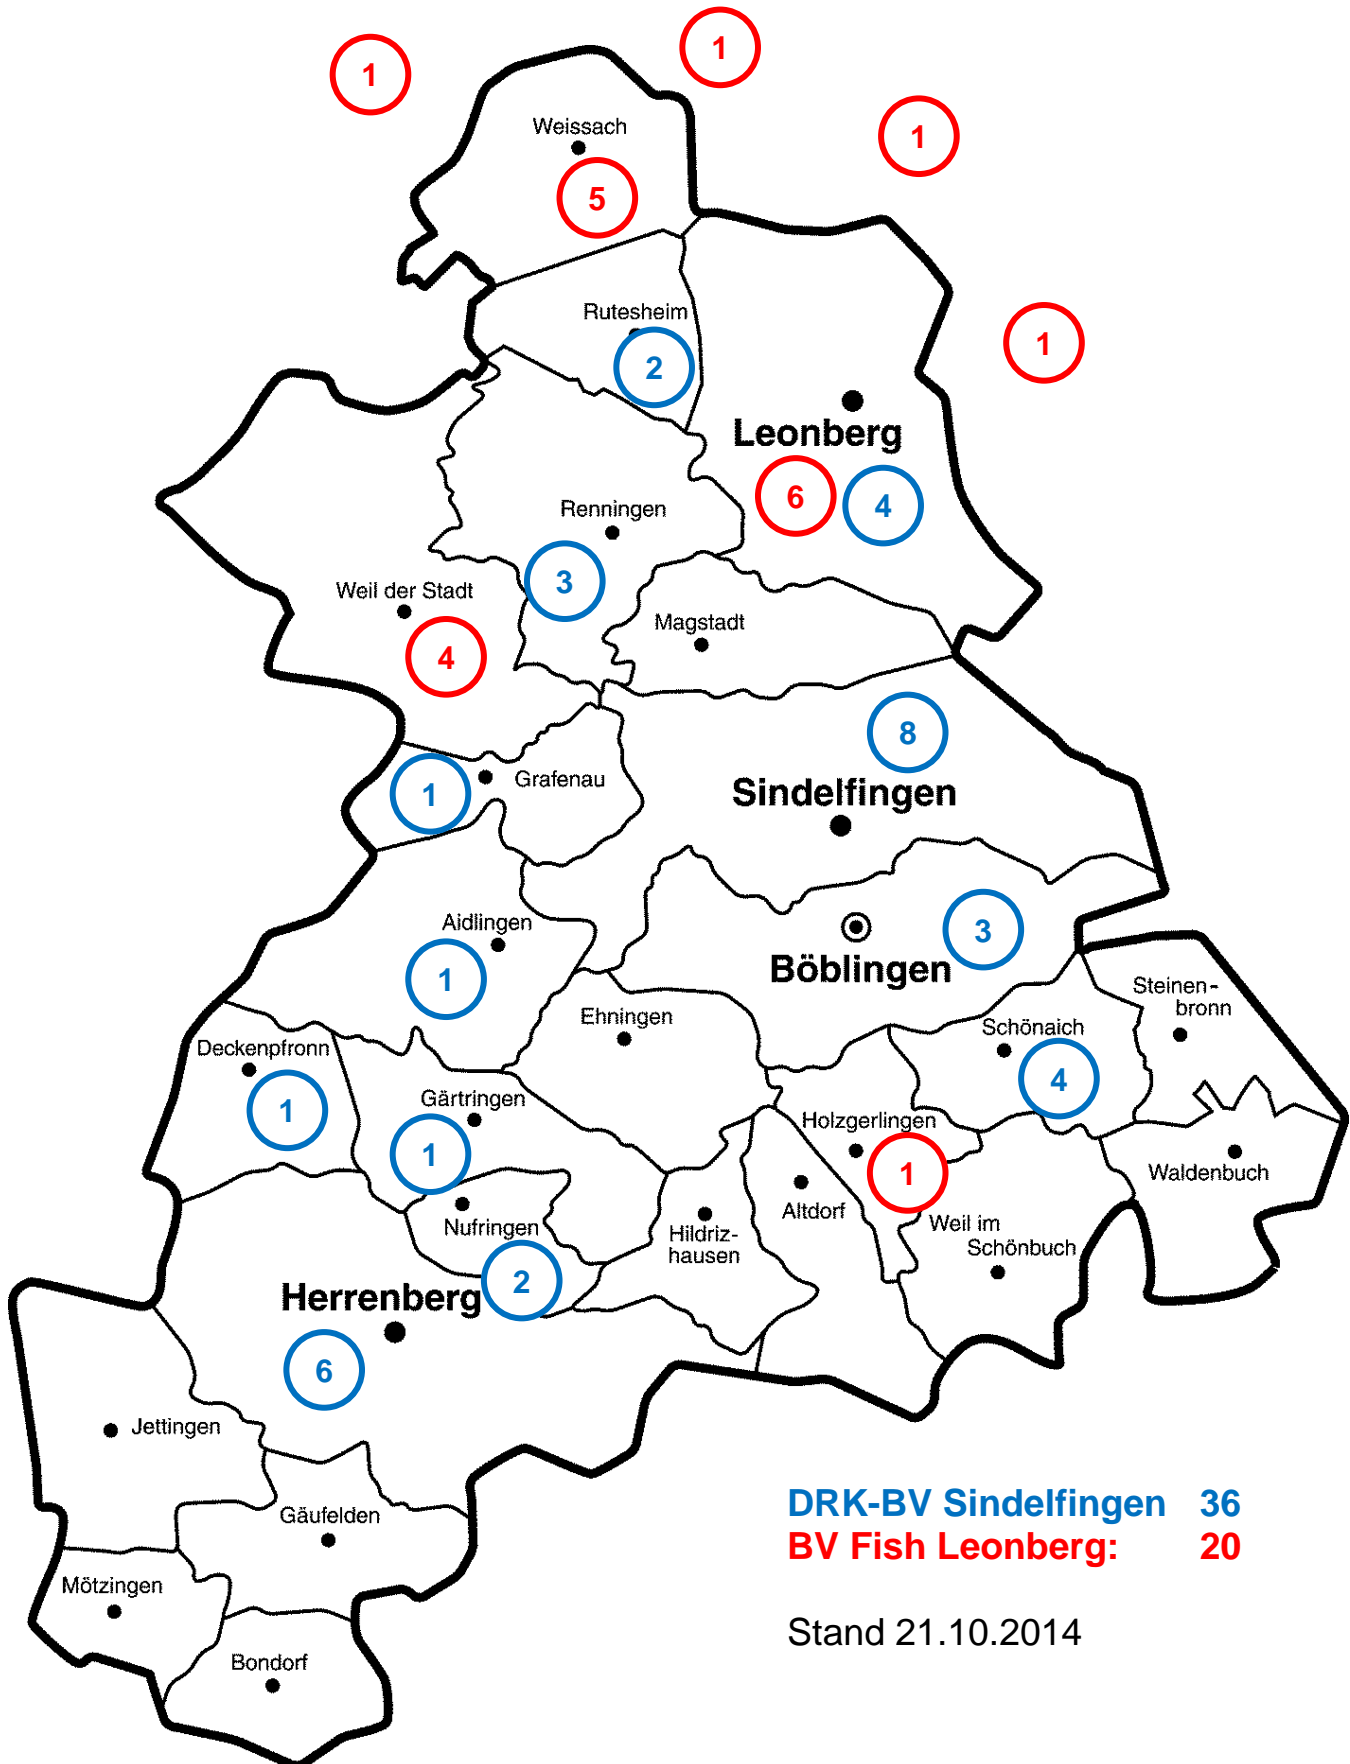 1
1
1
Weissach
5
Rutesheim
2
1
Leonberg
6
4
Renningen
3
Weil der Stadt
4
Magstadt
8
Sindelfingen
1
Grafenau
Böblingen
3
Aidlingen
1
Steinen-
bronn
Ehningen
Schönaich
4
Deckenpfronn
1
Gärtringen
1
Holzgerlingen
1
Waldenbuch
Altdorf
Nufringen
2
Hildriz-
hausen
Weil im
Schönbuch
Herrenberg
6
Jettingen
Gäufelden
Mötzingen
Bondorf
DRK-BV Sindelfingen 36
BV Fish Leonberg: 20
Stand 21.10.2014